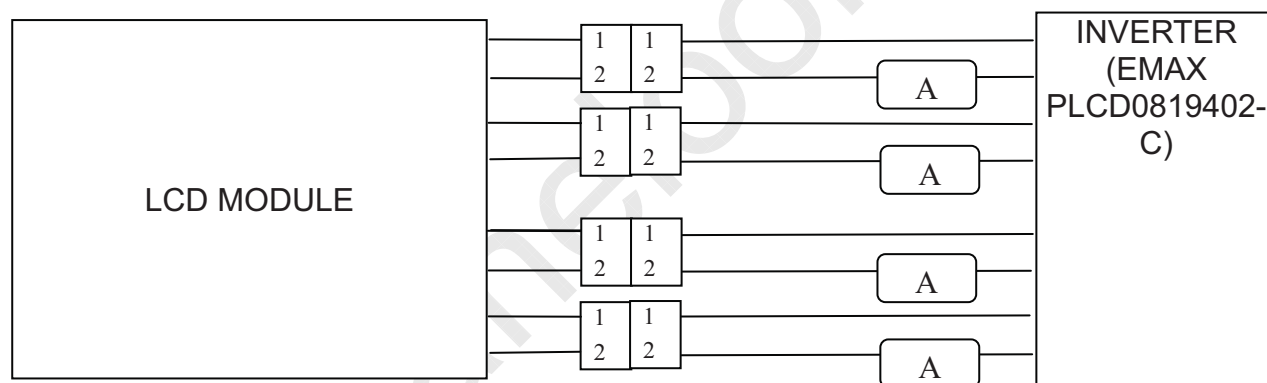 LCD MODULE
1 1
2 2
A
1 1
2 2
A
1 1
2 2
A
1 1
2 2
A
INVERTER
(EMAX
PLCD0819402-
C)